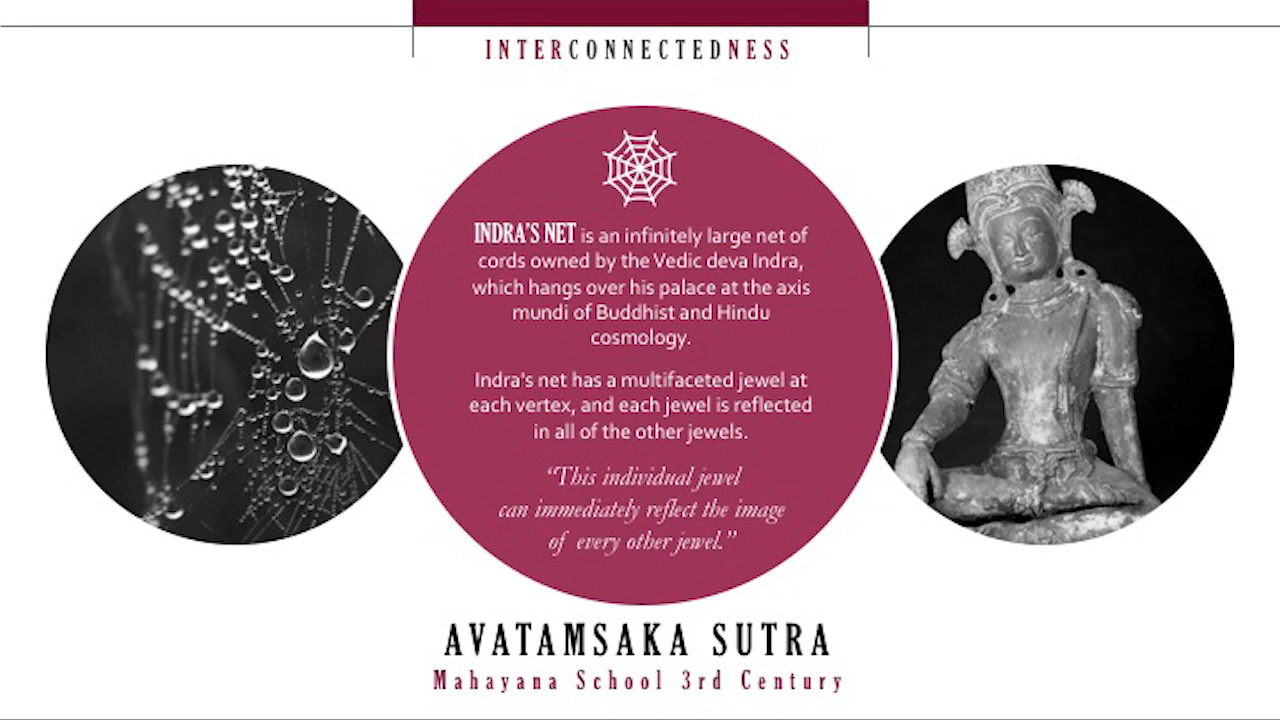 INTERCONNECTEDNESS
INDRA'S NET is an infinitely large net of
cords owned by the Vedic deva Indra,
which hangs over his palace at the axis
mundi of Buddhist and Hindu
cosmology.
Indra's net has a multifaceted jewel at
each vertex, and each jewel is reflected
in all of the other jewels.
“This individual jewel
can immediately reflect the image
of every other jewel.”
AVATAMSAKA SUTRA
Mahayana School 3rd Century